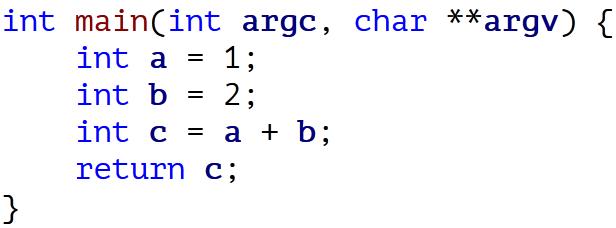 int main(int argc, char **argv) {
    int a = 1;
    int b = 2;
    int c = a + b;
    return c;
}